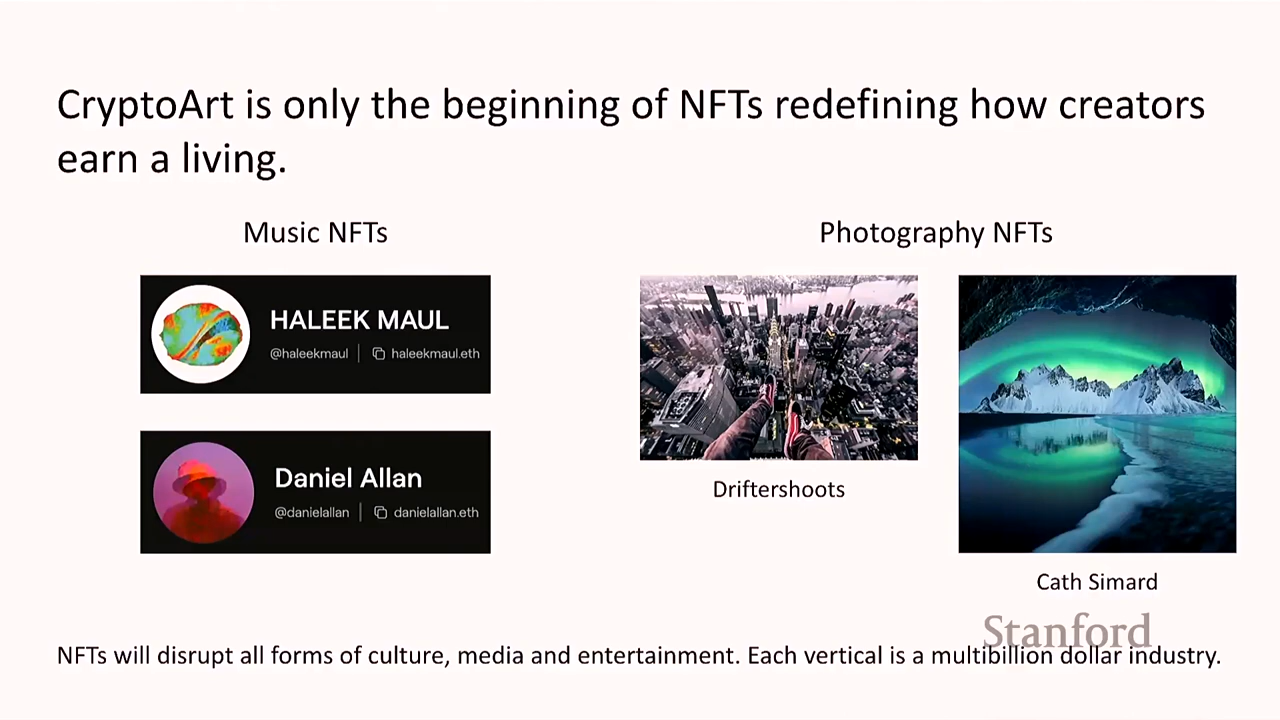 CryptoArt is only the beginning of NFTs redefining how creators
earn a living.
Music NFTs
HALEEK MAUL
@haleekmaul | haleekmaul.eth
Daniel Allan
@danielallan | danielallan.eth
Photography NFTs
Driftershoots
Cath Simard
Stanford
NFTs will disrupt all forms of culture, media and entertainment. Each vertical is a multibillion dollar industry.